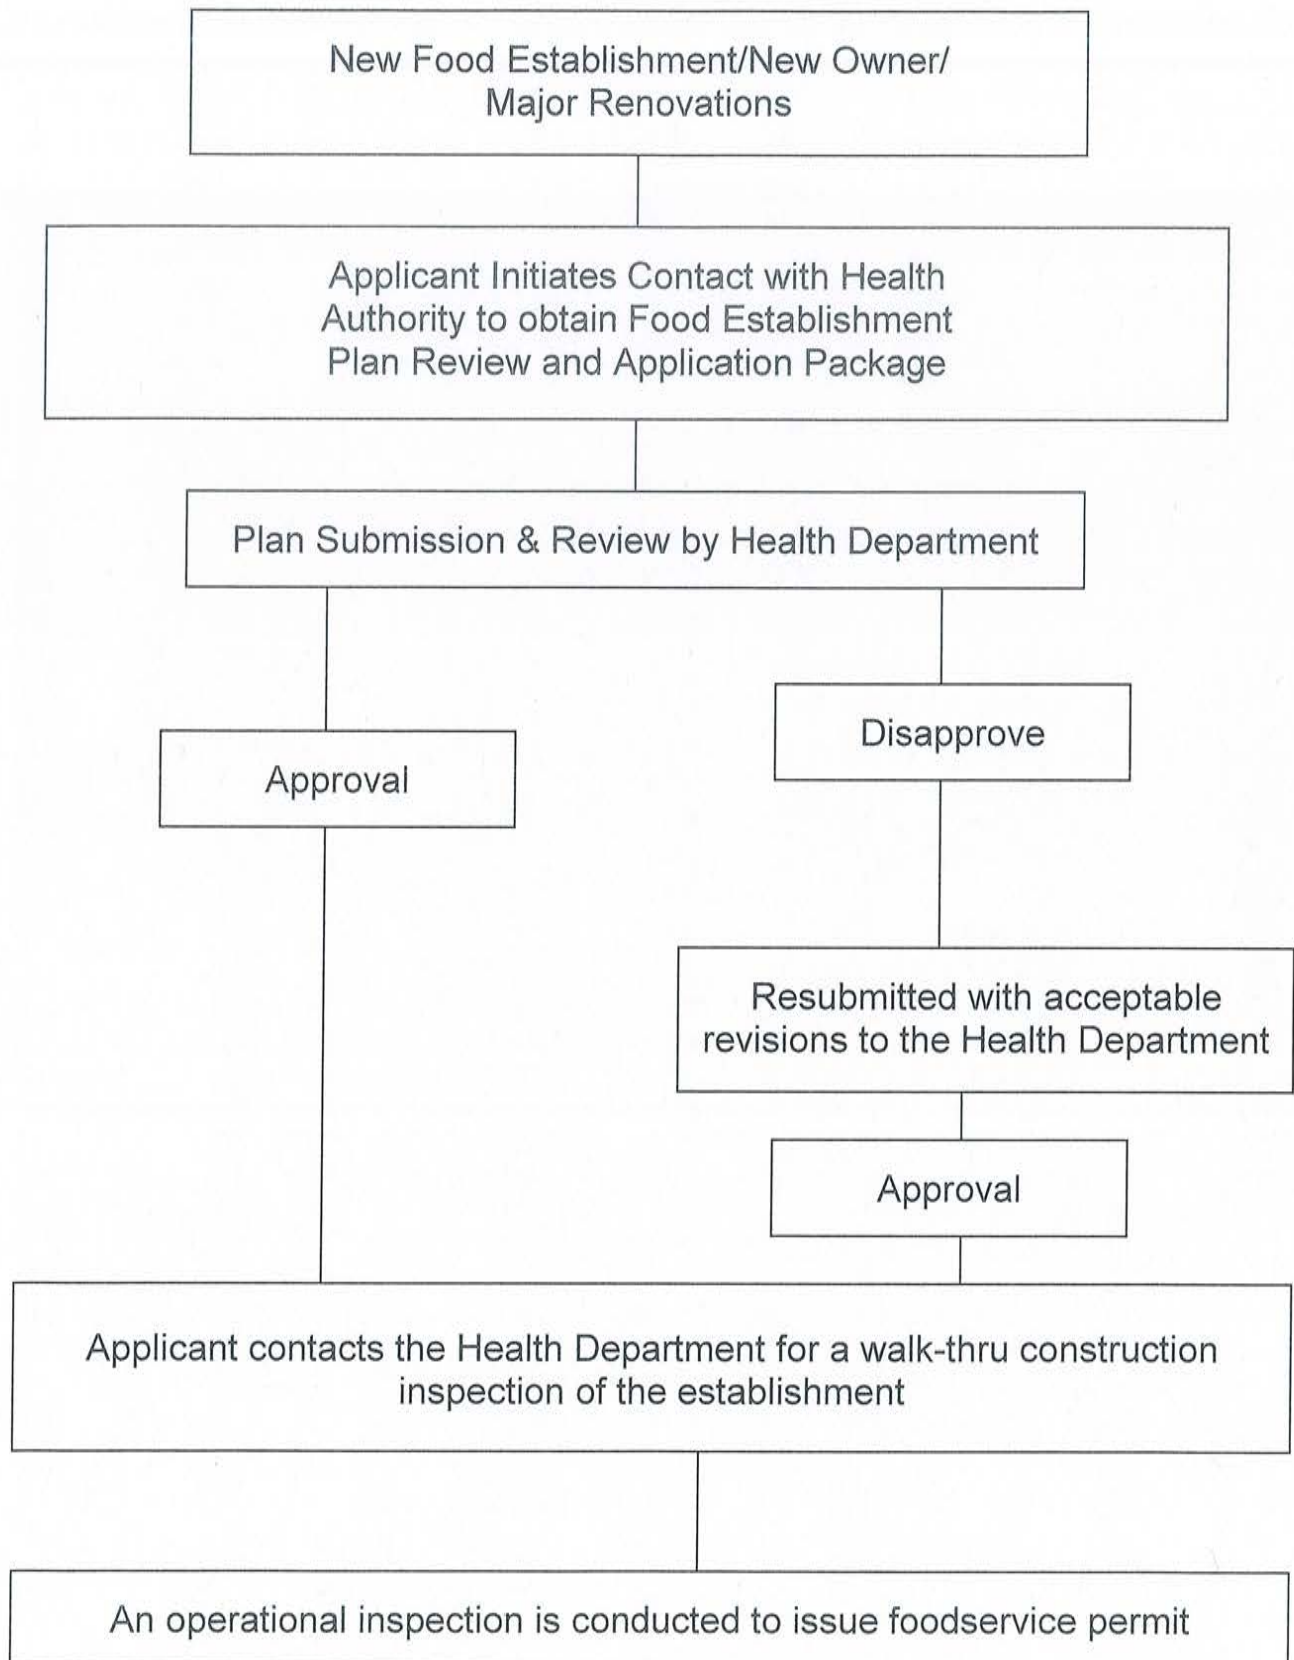 New Food Establishment/New Owner/
Major Renovations
Applicant Initiates Contact with Health
Authority to obtain Food Establishment
Plan Review and Application Package
Plan Submission & Review by Health Department
Disapprove
Approval
Resubmitted with acceptable
revisions to the Health Department
Approval
Applicant contacts the Health Department for a walk-thru construction
inspection of the establishment
An operational inspection is conducted to issue foodservice permit